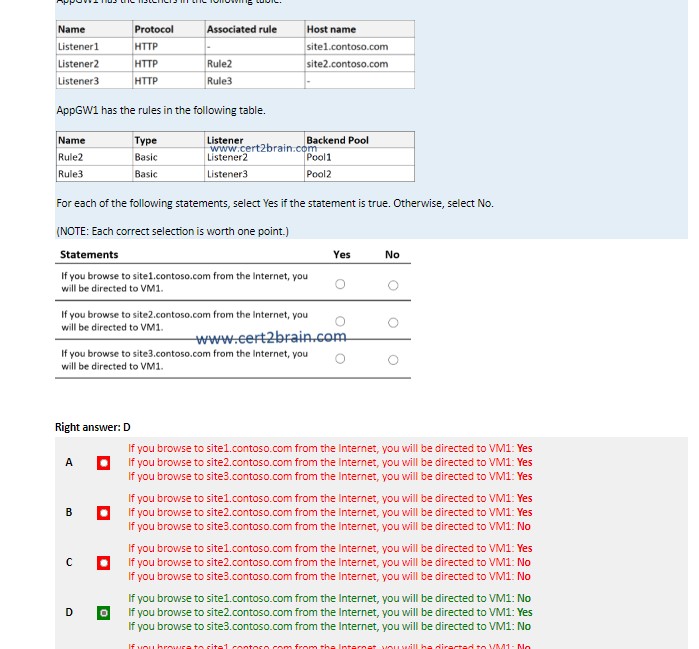 AppGW1 has the listeners in the following table.
Name Protocol Associated rule Host name
Listener1 HTTP - site1.contoso.com
Listener2 HTTP Rule2 site2.contoso.com
Listener3 HTTP Rule3 -
AppGW1 has the rules in the following table.
Name Type Listener Backend Pool
www.cert2brain.com
Rule2 Basic Listener2 Pool1
Rule3 Basic Listener3 Pool2
For each of the following statements, select Yes if the statement is true. Otherwise, select No.
(NOTE: Each correct selection is worth one point.)
Statements Yes No
If you browse to site1.contoso.com from the Internet, you
will be directed to VM1.
If you browse to site2.contoso.com from the Internet, you
will be directed to VM1.
www.cert2brain.com
If you browse to site3.contoso.com from the Internet, you
will be directed to VM1.
Right answer: D
If you browse to site1.contoso.com from the Internet, you will be directed to VM1: Yes
A If you browse to site2.contoso.com from the Internet, you will be directed to VM1: Yes
If you browse to site3.contoso.com from the Internet, you will be directed to VM1: Yes
If you browse to site1.contoso.com from the Internet, you will be directed to VM1: Yes
B If you browse to site2.contoso.com from the Internet, you will be directed to VM1: Yes
If you browse to site3.contoso.com from the Internet, you will be directed to VM1: No
If you browse to site1.contoso.com from the Internet, you will be directed to VM1: Yes
C If you browse to site2.contoso.com from the Internet, you will be directed to VM1: No
If you browse to site3.contoso.com from the Internet, you will be directed to VM1: No
If you browse to site1.contoso.com from the Internet, you will be directed to VM1: No
D If you browse to site2.contoso.com from the Internet, you will be directed to VM1: Yes
If you browse to site3.contoso.com from the Internet, you will be directed to VM1: No
If you browse to site1.contoso.com from the Internet, you will be directed to VM1: No